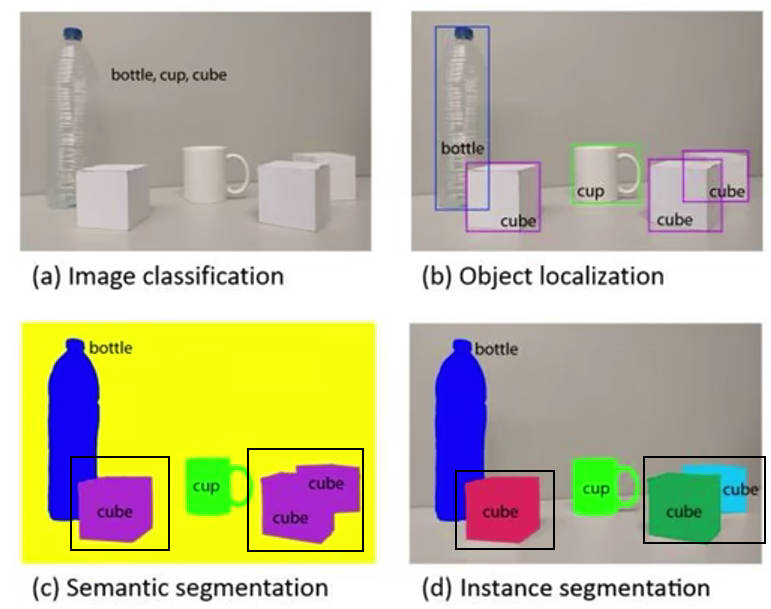 bottle, cup, cube
bottle
cup
cube
cube
cube
(a) Image classification
(b) Object localization
bottle
cube
cup
cube
cube
bottle
cube
cup
cube
cube
(c) Semantic segmentation
(d) Instance segmentation